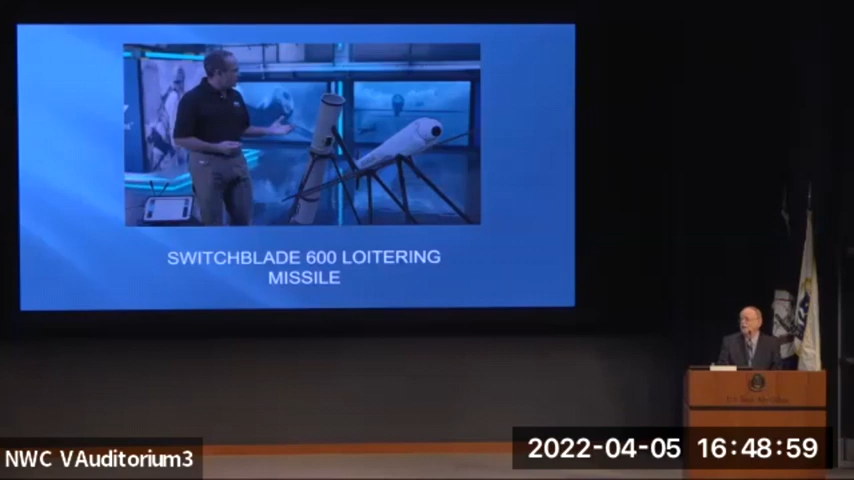 SWITCHBLADE 600 LOITERING
MISSILE
NWC VAuditorium3
2022-04-05 16:48:59